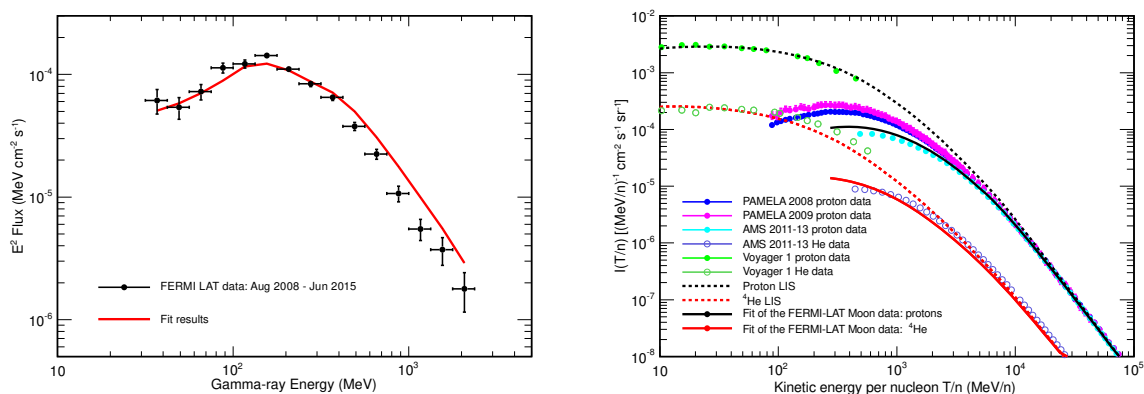 E² Flux (MeV cm⁻² s⁻¹)
10⁻⁴
10⁻⁵
10⁻⁶
FERMI LAT data: Aug 2008 - Jun 2015
Fit results
10
10²
10³
Gamma-ray Energy (MeV)
I(T/n) [(MeV/n)⁻¹ cm⁻² s⁻¹ sr⁻¹]
10⁻²
10⁻³
10⁻⁴
10⁻⁵
10⁻⁶
10⁻⁷
10⁻⁸
PAMELA 2008 proton data
PAMELA 2009 proton data
AMS 2011-13 proton data
AMS 2011-13 He data
Voyager 1 proton data
Voyager 1 He data
Proton LIS
⁴He LIS
Fit of the FERMI-LAT Moon data: protons
Fit of the FERMI-LAT Moon data: ⁴He
10
10²
10³
10⁴
10⁵
Kinetic energy per nucleon T/n (MeV/n)